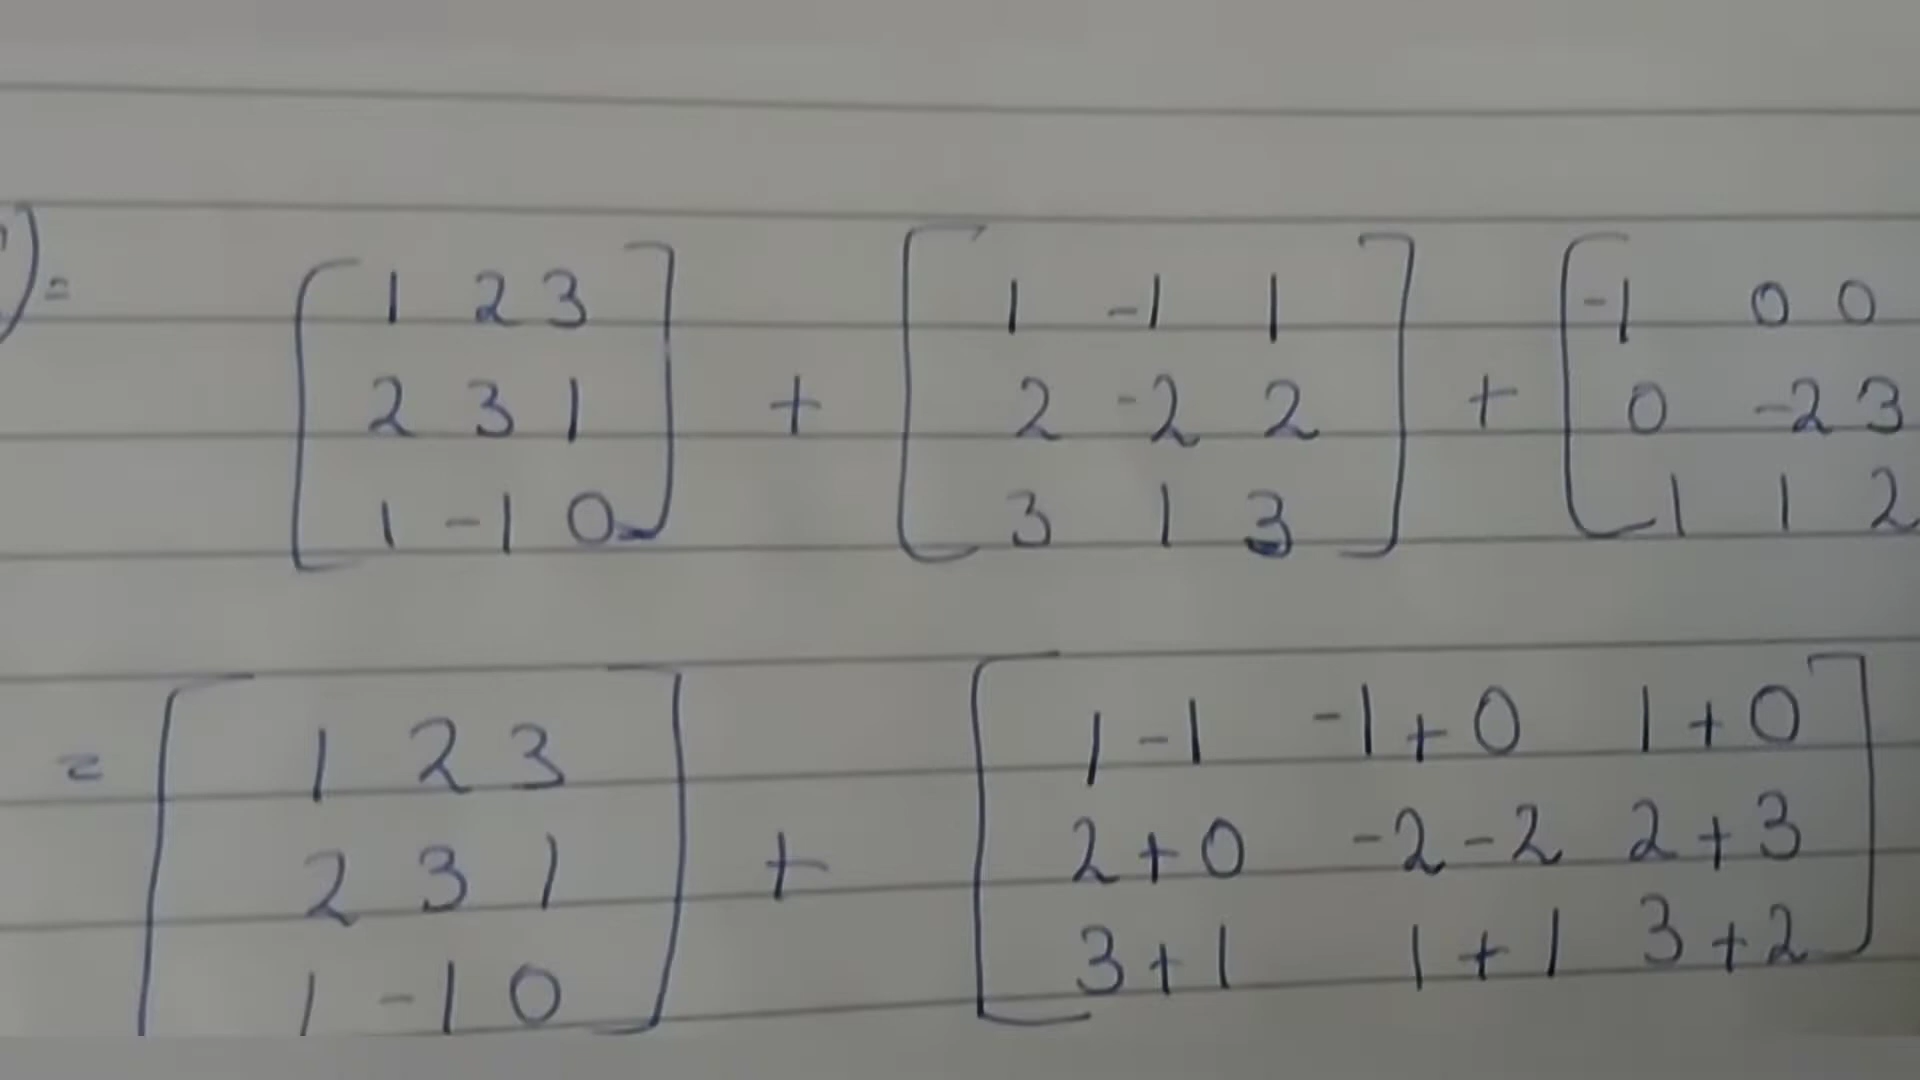 )=
1 2 3
2 3 1
1 -1 0
+
1 -1 1
2 -2 2
3 1 3
+
-1 0 0
0 -2 3
1 1 2
=
1 2 3
2 3 1
1 -1 0
+
1-1 -1+0 1+0
2+0 -2-2 2+3
3+1 1+1 3+2